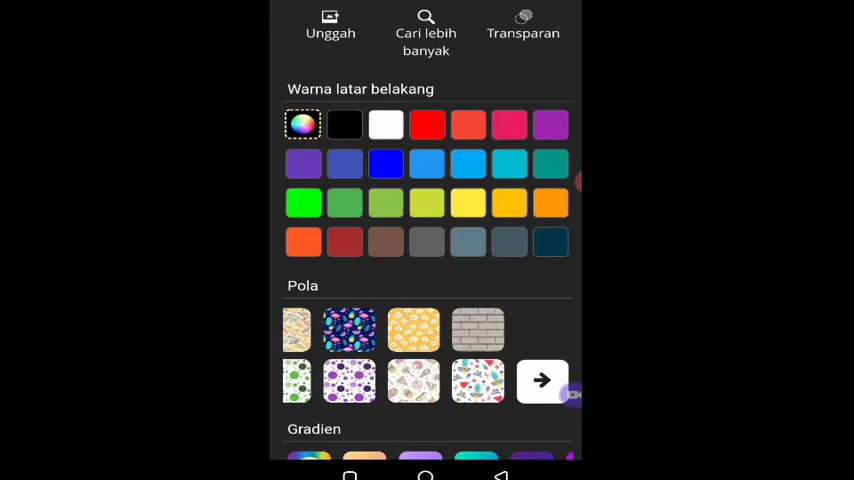 Unggah
Cari lebih
banyak
Transparan
Warna latar belakang
Pola
Gradien